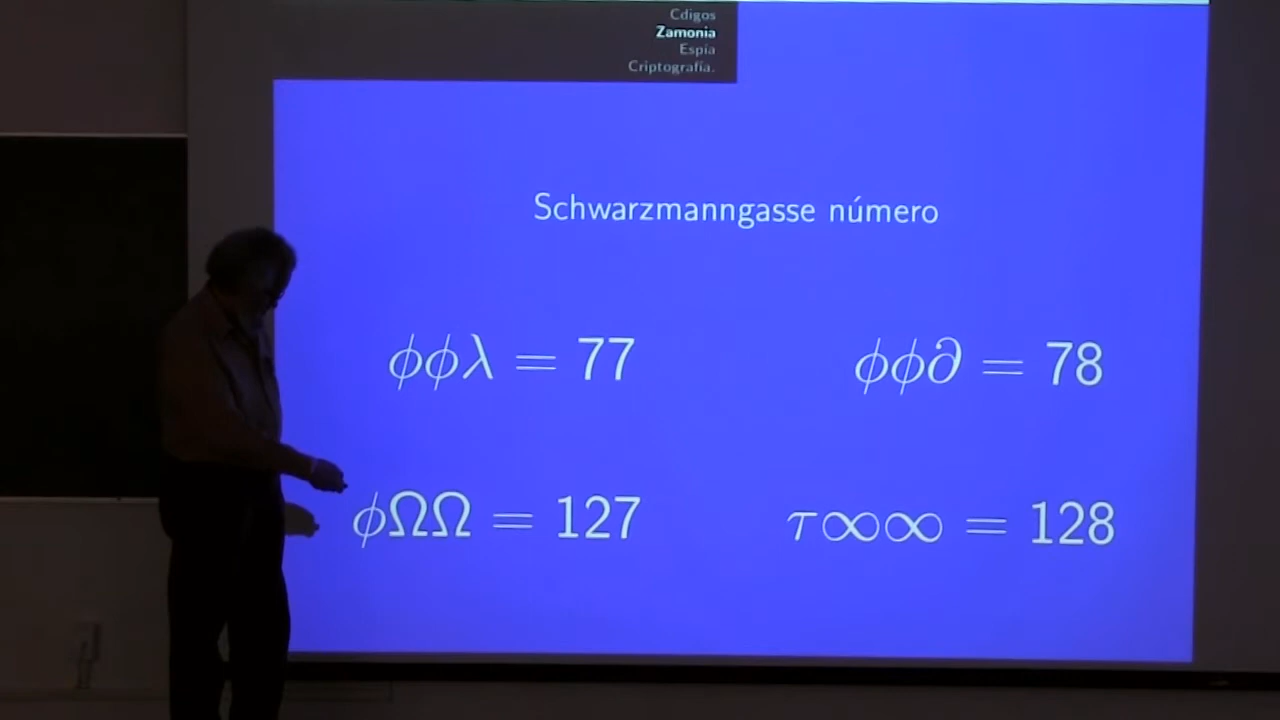 Cdigos
Zamonia
Espía
Criptografía.
Schwarzmanngasse número
ϕϕλ = 77
ϕϕ∂ = 78
ϕΩΩ = 127
τ∞∞ = 128